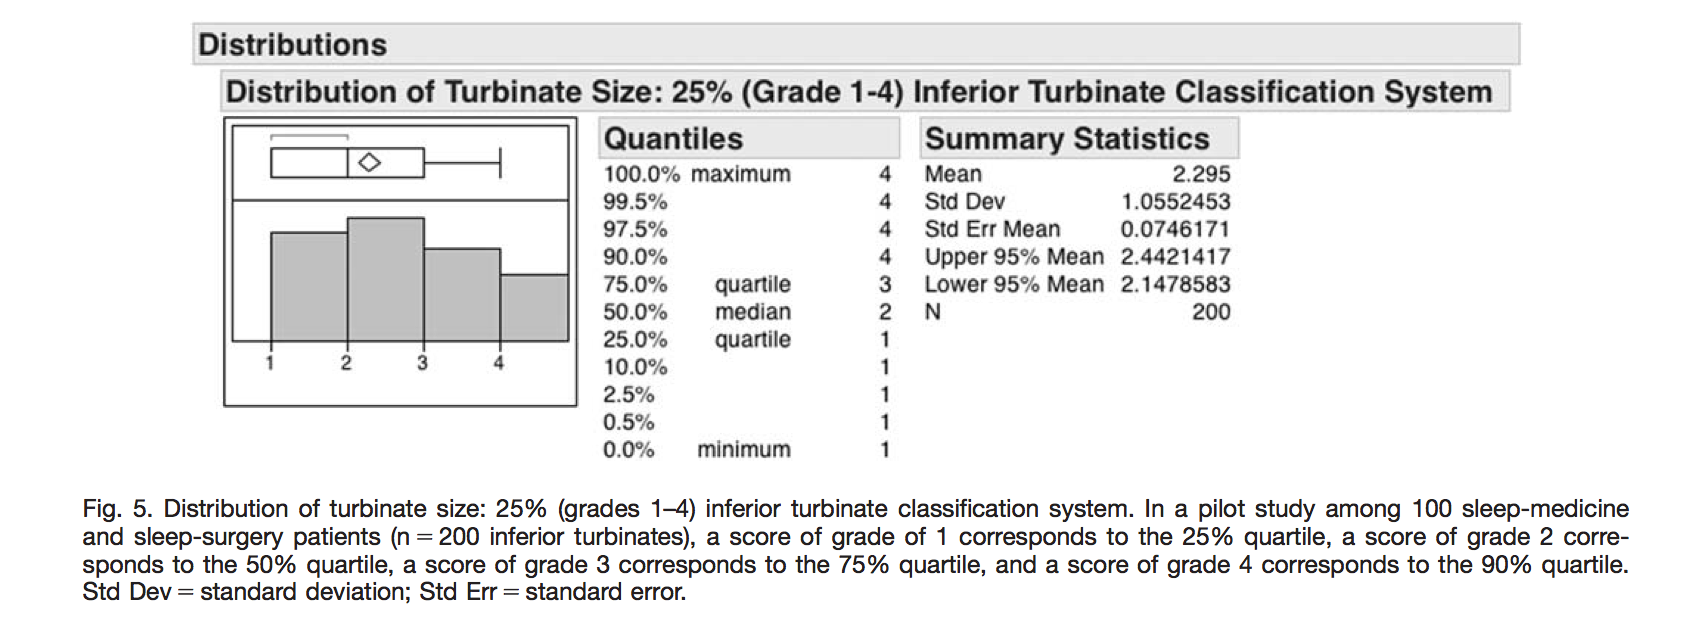 Distributions
Distribution of Turbinate Size: 25% (Grade 1-4) Inferior Turbinate Classification System
1 2 3 4
Quantiles
100.0% maximum 4
99.5% 4
97.5% 4
90.0% 4
75.0% quartile 3
50.0% median 2
25.0% quartile 1
10.0% 1
2.5% 1
0.5% 1
0.0% minimum 1
Summary Statistics
Mean 2.295
Std Dev 1.0552453
Std Err Mean 0.0746171
Upper 95% Mean 2.4421417
Lower 95% Mean 2.1478583
N 200
Fig. 5. Distribution of turbinate size: 25% (grades 1–4) inferior turbinate classification system. In a pilot study among 100 sleep-medicine
and sleep-surgery patients (n = 200 inferior turbinates), a score of grade of 1 corresponds to the 25% quartile, a score of grade 2 corre-
sponds to the 50% quartile, a score of grade 3 corresponds to the 75% quartile, and a score of grade 4 corresponds to the 90% quartile.
Std Dev = standard deviation; Std Err = standard error.